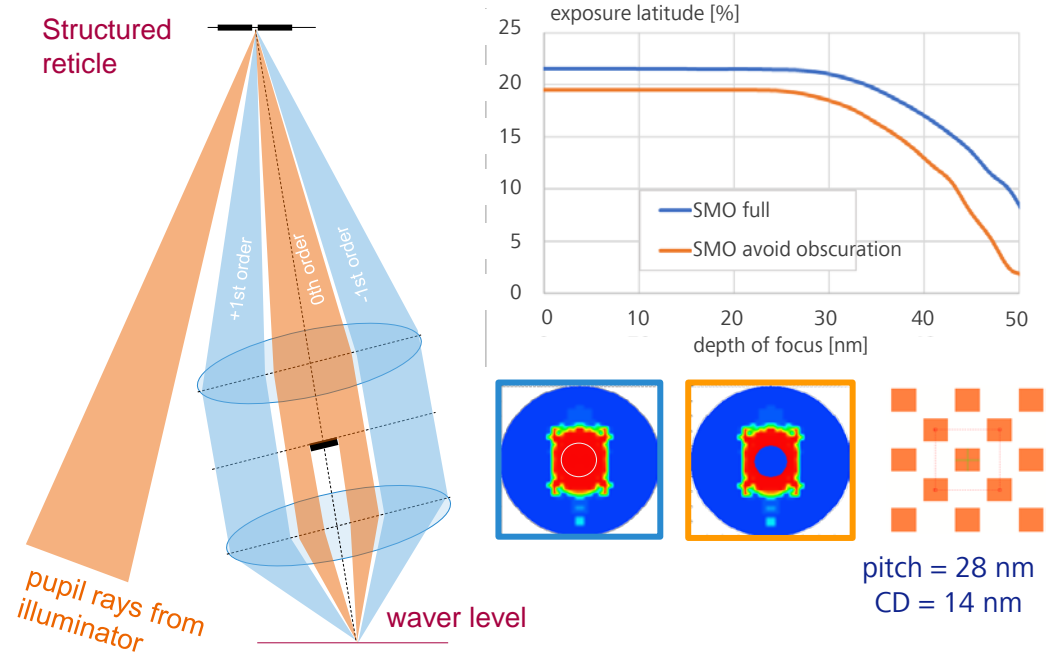 Structured
reticle
+1st order
0th order
-1st order
pupil rays from
illuminator
waver level
exposure latitude [%]
25
20
15
10
5
0
SMO full
SMO avoid obscuration
0
10
20
30
40
50
depth of focus [nm]
pitch = 28 nm
CD = 14 nm